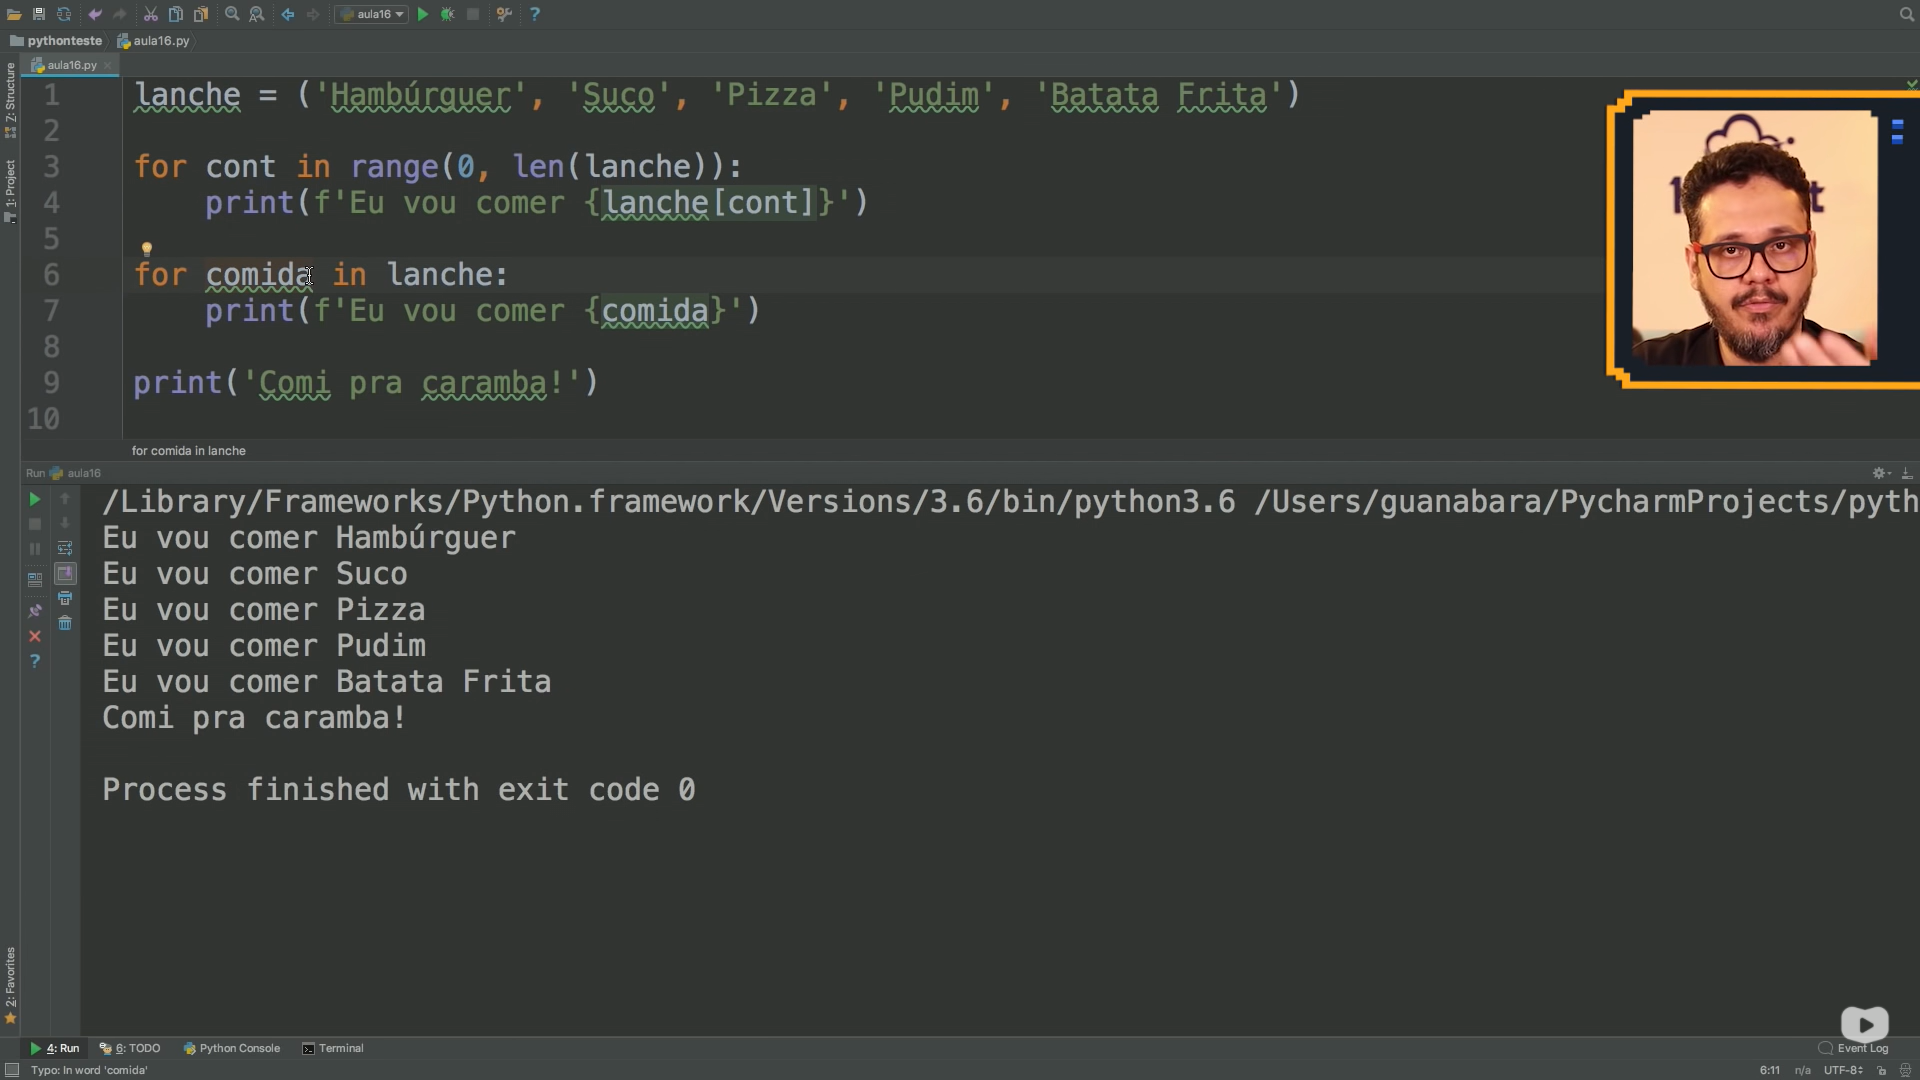 aula16
pythonteste
aula16.py
aula16.py
Z: Structure
1: Project
1 lanche = ('Hambúrguer', 'Suco', 'Pizza', 'Pudim', 'Batata Frita')
2
3 for cont in range(0, len(lanche)):
4 print(f'Eu vou comer {lanche[cont]}')
5
6 for comida in lanche:
7 print(f'Eu vou comer {comida}')
8
9 print('Comi pra caramba!')
10
for comida in lanche
Run aula16
/Library/Frameworks/Python.framework/Versions/3.6/bin/python3.6 /Users/guanabara/PycharmProjects/pyth
Eu vou comer Hambúrguer
Eu vou comer Suco
Eu vou comer Pizza
Eu vou comer Pudim
Eu vou comer Batata Frita
Comi pra caramba!
Process finished with exit code 0
2: Favorites
4: Run 6: TODO Python Console Terminal Event Log
Typo: In word 'comida' 6:11 n/a UTF-8